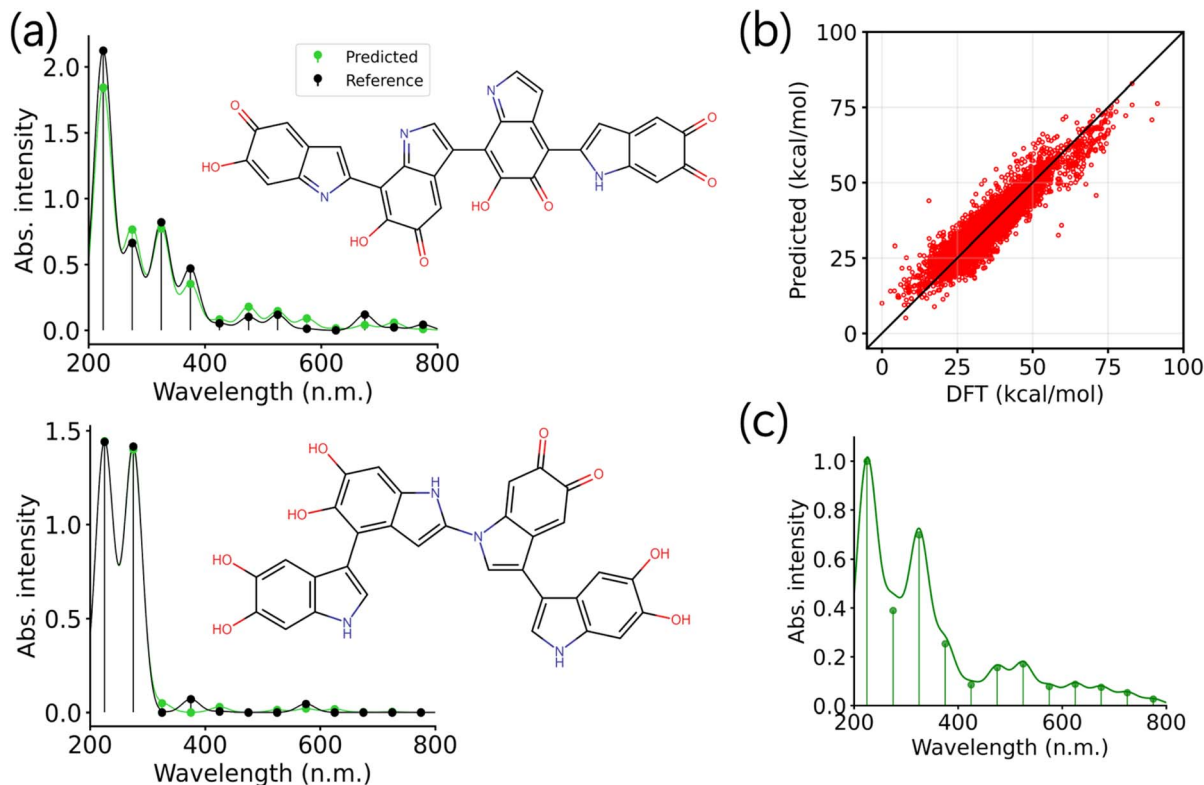 (a)
2.0
1.5
1.0
0.5
0.0
Abs. intensity
200 400 600 800
Wavelength (n.m.)
Predicted
Reference
N
O
N
O
HO
N
O
HO
N
H
O
HO
O
(b)
100
75
50
25
0
Predicted (kcal/mol)
0 25 50 75 100
DFT (kcal/mol)
1.5
1.0
0.5
0.0
Abs. intensity
200 400 600 800
Wavelength (n.m.)
O
HO
H
N
O
HO
N
HO
OH
HO
N
H
OH
N
H
(c)
1.0
0.8
0.6
0.4
0.2
0.0
Abs. intensity
200 400 600 800
Wavelength (n.m.)